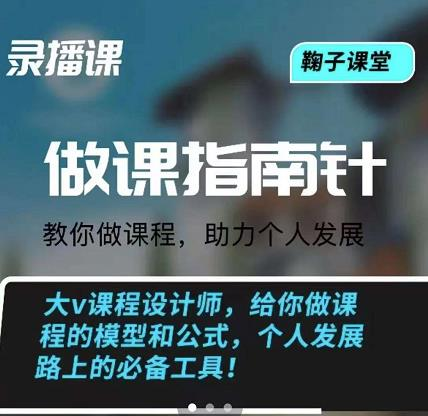 录播课
鞠子课堂
做课指南针
教你做课程，助力个人发展
大v课程设计师，给你做课
程的模型和公式，个人发展
路上的必备工具！